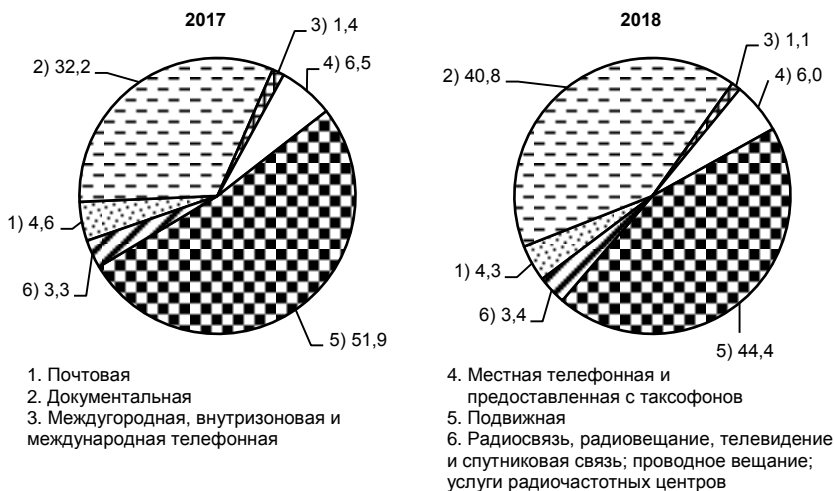 2017
3) 1,4
2) 32,2
4) 6,5
1) 4,6
6) 3,3
5) 51,9
2018
3) 1,1
2) 40,8
4) 6,0
1) 4,3
6) 3,4
5) 44,4
1. Почтовая
2. Документальная
3. Междугородная, внутризоновая и
международная телефонная
4. Местная телефонная и
предоставленная с таксофонов
5. Подвижная
6. Радиосвязь, радиовещание, телевидение
и спутниковая связь; проводное вещание;
услуги радиочастотных центров